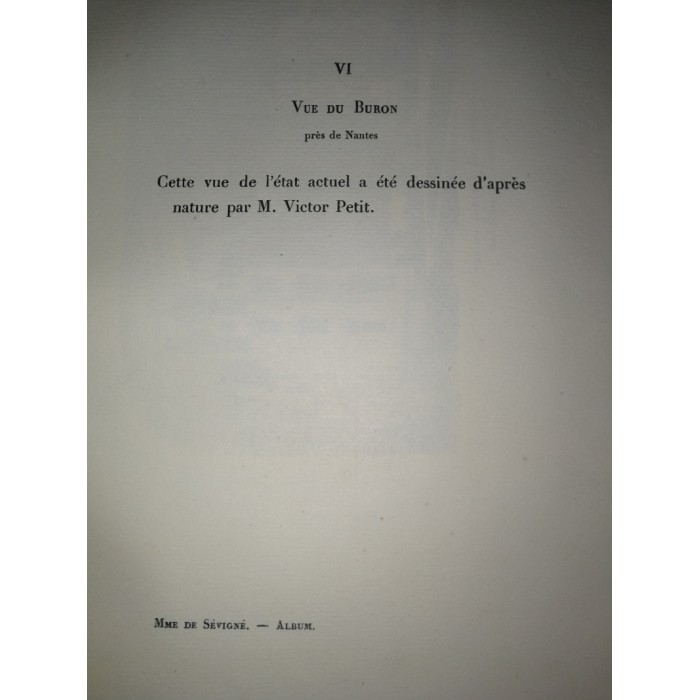 VI
Vue du Buron
près de Nantes
Cette vue de l'état actuel a été dessinée d'après
nature par M. Victor Petit.
Mme de Sévigné. — Album.